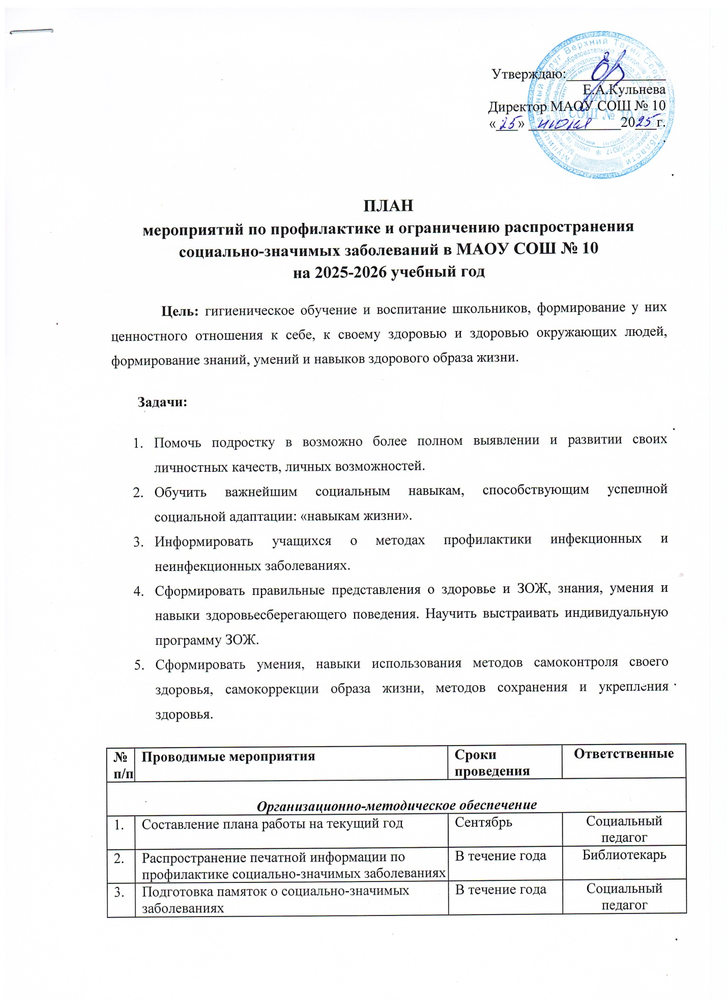 Утверждаю:
Е.А.Кульнева
Директор МАОУ СОШ № 10
«25» 2025г.
МАОУ
СОШ № 10
ПЛАН
мероприятий по профилактике и ограничению распространения
социально-значимых заболеваний в МАОУ СОШ № 10
на 2025-2026 учебный год
Цель: гигиеническое обучение и воспитание школьников, формирование у них
ценностного отношения к себе, к своему здоровью и здоровью окружающих людей,
формирование знаний, умений и навыков здорового образа жизни.
Задачи:
1. Помочь подростку в возможно более полном выявлении и развитии своих
личностных качеств, личных возможностей.
2. Обучить важнейшим социальным навыкам, способствующим успешной
социальной адаптации: «навыкам жизни».
3. Информировать учащихся о методах профилактики инфекционных и
неинфекционных заболеваниях.
4. Сформировать правильные представления о здоровье и ЗОЖ, знания, умения и
навыки здоровьесберегающего поведения. Научить выстраивать индивидуальную
программу ЗОЖ.
5. Сформировать умения, навыки использования методов самоконтроля своего
здоровья, самокоррекции образа жизни, методов сохранения и укрепления
здоровья.
№ Проводимые мероприятия Сроки Ответственные
п/п проведения
Организационно-методическое обеспечение
1. Составление плана работы на текущий год Сентябрь Социальный
педагог
2. Распространение печатной информации по В течение года Библиотекарь
профилактике социально-значимых заболеваниях
3. Подготовка памяток о социально-значимых В течение года Социальный
заболеваниях педагог